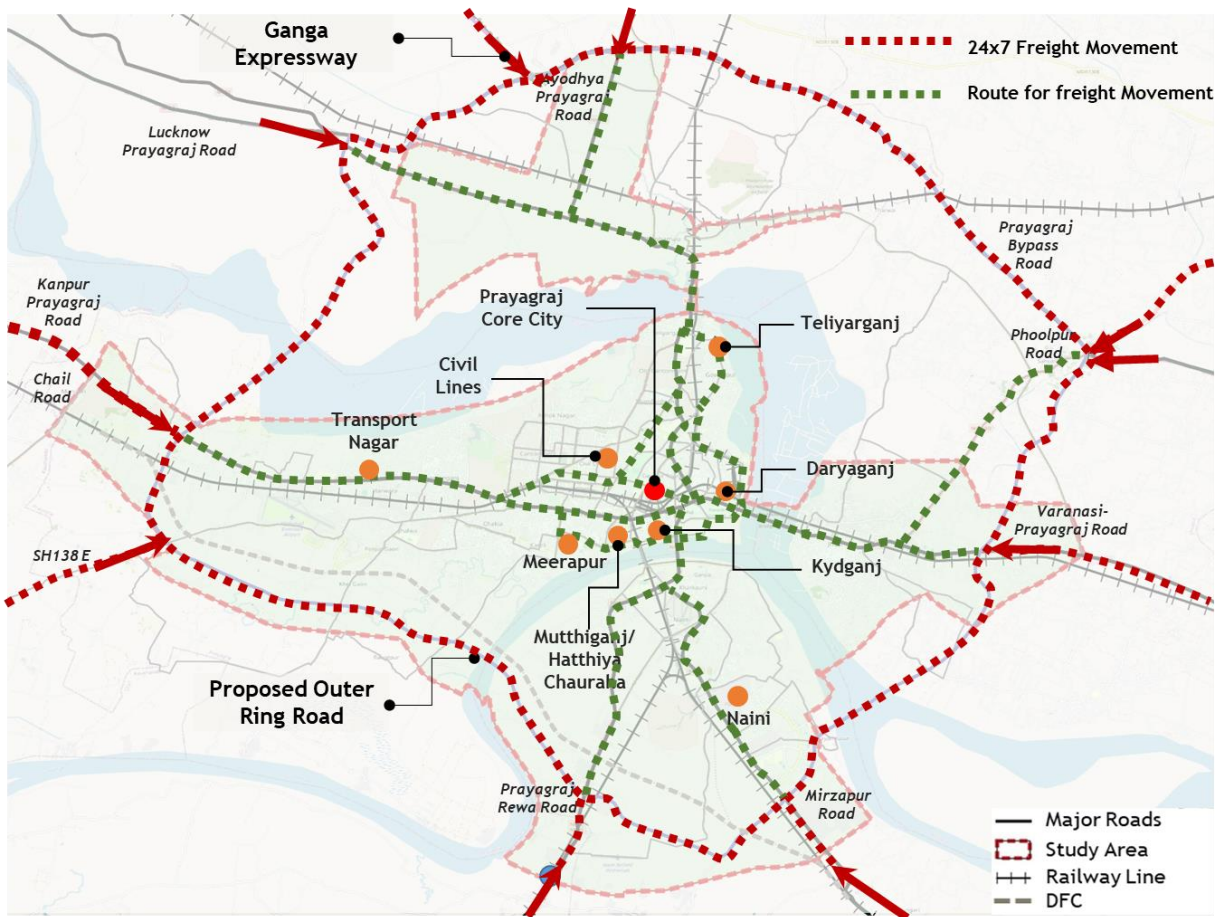 Ganga
Expressway
24x7 Freight Movement
Route for freight Movement
Ayodhya
Prayagraj
Road
Lucknow
Prayagraj Road
Prayagraj
Bypass
Road
Kanpur
Prayagraj
Road
Prayagraj
Core City
Teliyarganj
Phoolpur
Road
Chail
Road
Civil
Lines
Transport
Nagar
Daryaganj
Varanasi-
Prayagraj Road
SH138 E
Meerapur
Kydganj
Mutthiganj/
Hatthiya
Chauraha
Proposed Outer
Ring Road
Naini
Prayagraj
Rewa Road
Mirzapur
Road
Major Roads
Study Area
Railway Line
DFC